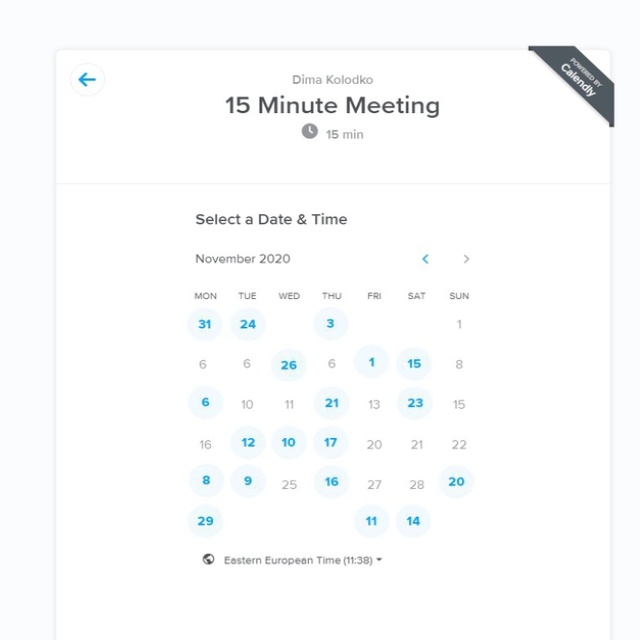 POWERED BY
Calendly
Dima Kolodko
15 Minute Meeting
15 min
Select a Date & Time
November 2020
MON TUE WED THU FRI SAT SUN
31 24 3 1
6 6 26 6 1 15 8
6 10 11 21 13 23 15
16 12 10 17 20 21 22
8 9 25 16 27 28 20
29 11 14
Eastern European Time (11:38)